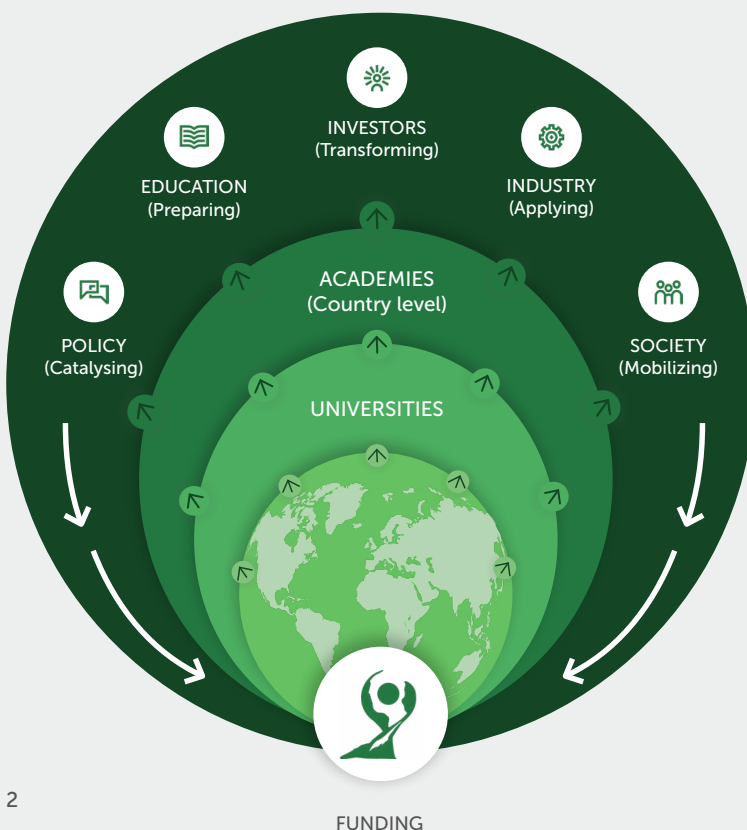 INVESTORS
(Transforming)
EDUCATION
(Preparing)
INDUSTRY
(Applying)
POLICY
(Catalysing)
SOCIETY
(Mobilizing)
ACADEMIES
(Country level)
UNIVERSITIES
2
FUNDING